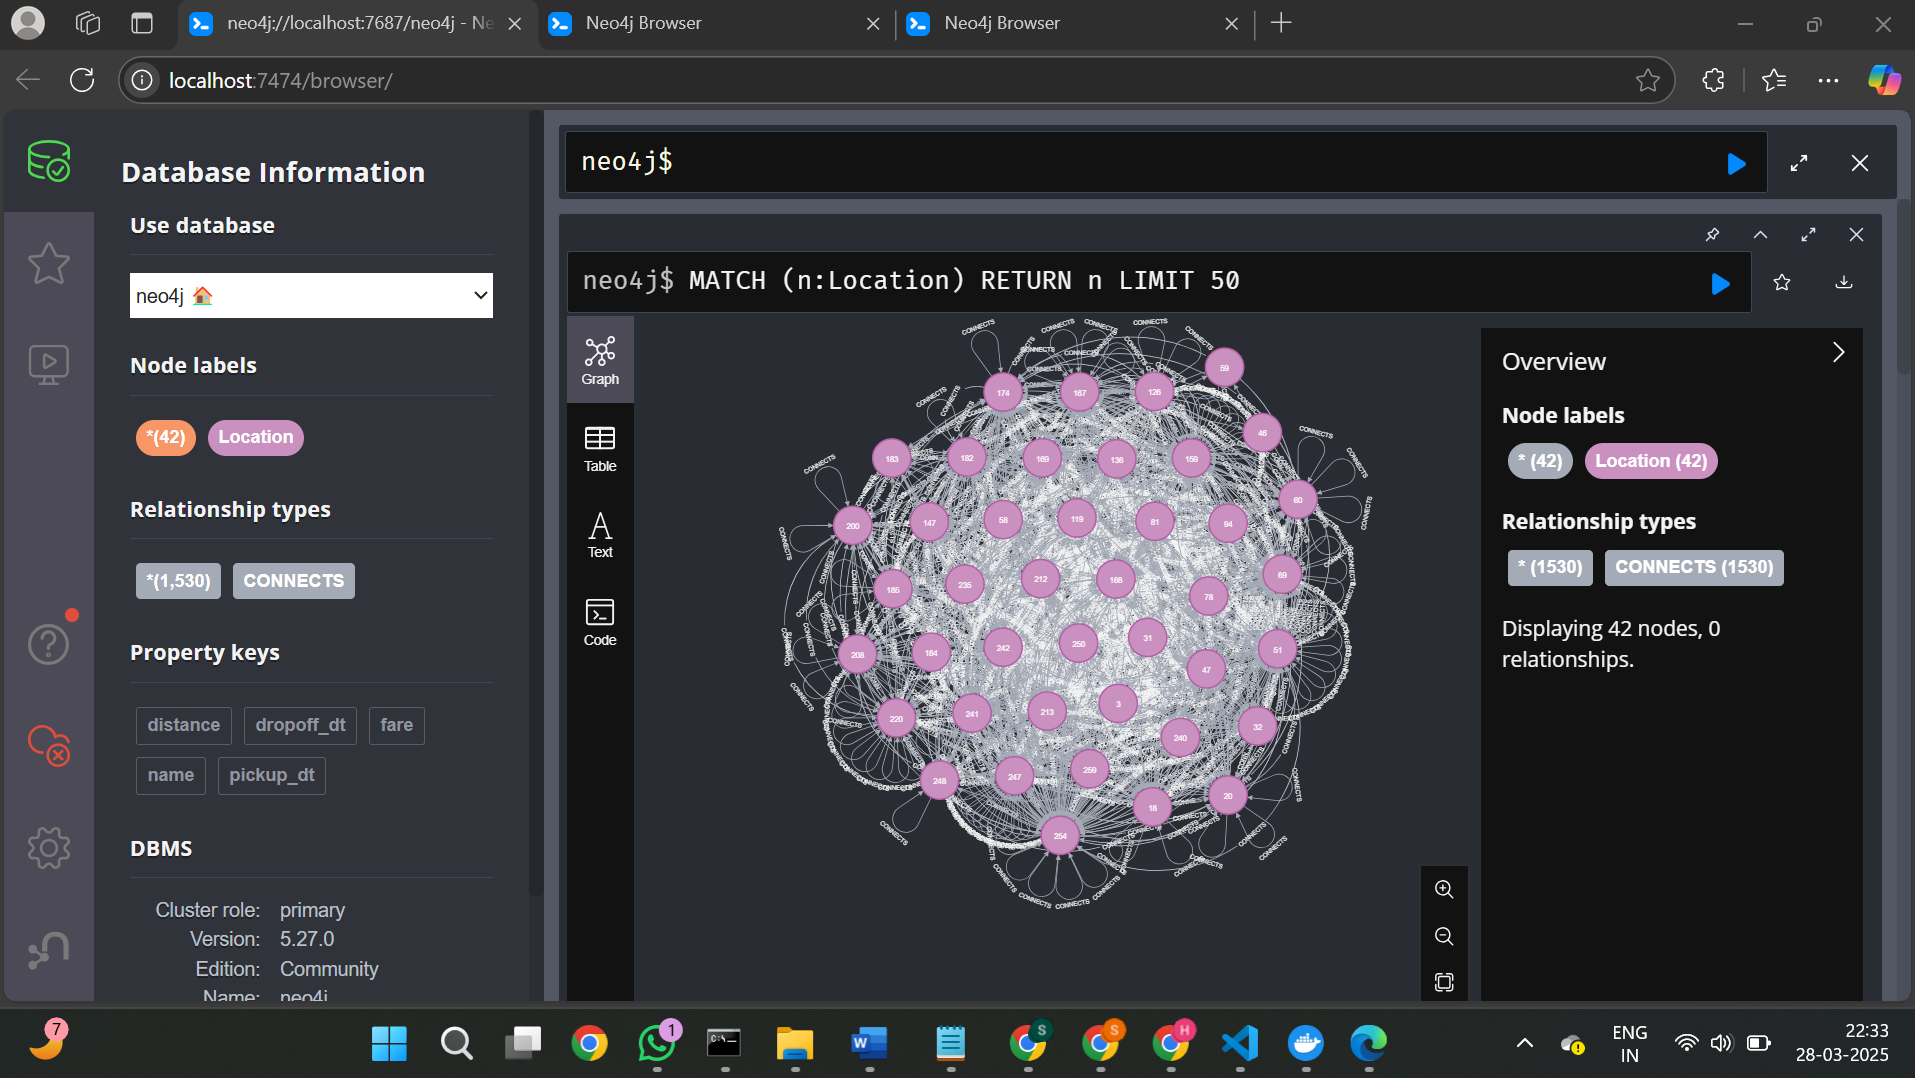 neo4j://localhost:7687/neo4j - Ne
Neo4j Browser
Neo4j Browser
localhost:7474/browser/
Database Information
Use database
neo4j
Node labels
*(42)
Location
Relationship types
*(1,530)
CONNECTS
Property keys
distance
dropoff_dt
fare
name
pickup_dt
DBMS
Cluster role: primary
Version: 5.27.0
Edition: Community
Name: neo4j
neo4j$
neo4j$ MATCH (n:Location) RETURN n LIMIT 50
Graph
Table
Text
Code
CONNECTS
59
174
167
126
46
183
182
169
136
159
60
200
147
58
119
81
94
185
235
212
168
78
69
208
184
242
250
31
47
51
220
241
213
3
240
32
248
247
259
18
20
254
Overview
Node labels
* (42)
Location (42)
Relationship types
* (1530)
CONNECTS (1530)
Displaying 42 nodes, 0
relationships.
7
1
S
S
H
ENG
IN
22:33
28-03-2025